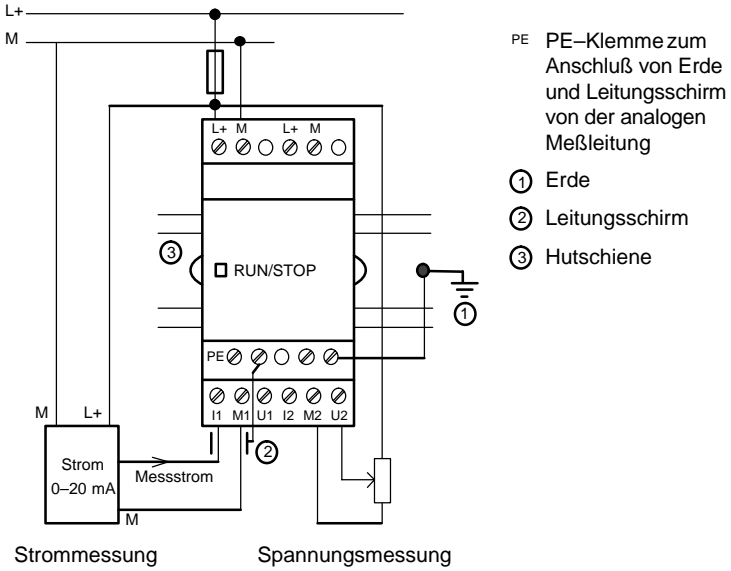 L+
M
PE PE–Klemme zum
Anschluß von Erde
und Leitungsschirm
von der analogen
Meßleitung
1 Erde
2 Leitungsschirm
3 Hutschiene
L+ M L+ M
3
RUN/STOP
1
PE
I1 M1 U1 I2 M2 U2
M L+
2
Strom
0–20 mA
Messstrom
M
Strommessung Spannungsmessung